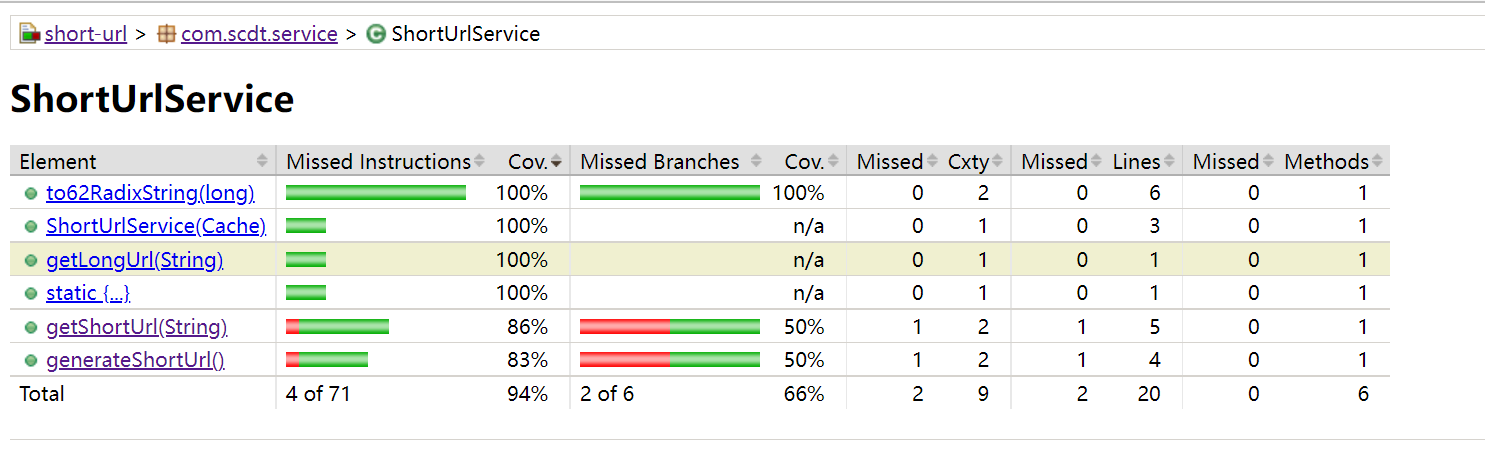 short-url > com.scdt.service > ShortUrlService
ShortUrlService
Element Missed Instructions Cov. Missed Branches Cov. Missed Cxty Missed Lines Missed Methods
to62RadixString(long) 100% 100% 0 2 0 6 0 1
ShortUrlService(Cache) 100% n/a 0 1 0 3 0 1
getLongUrl(String) 100% n/a 0 1 0 1 0 1
static {...} 100% n/a 0 1 0 1 0 1
getShortUrl(String) 86% 50% 1 2 1 5 0 1
generateShortUrl() 83% 50% 1 2 1 4 0 1
Total 4 of 71 94% 2 of 6 66% 2 9 2 20 0 6